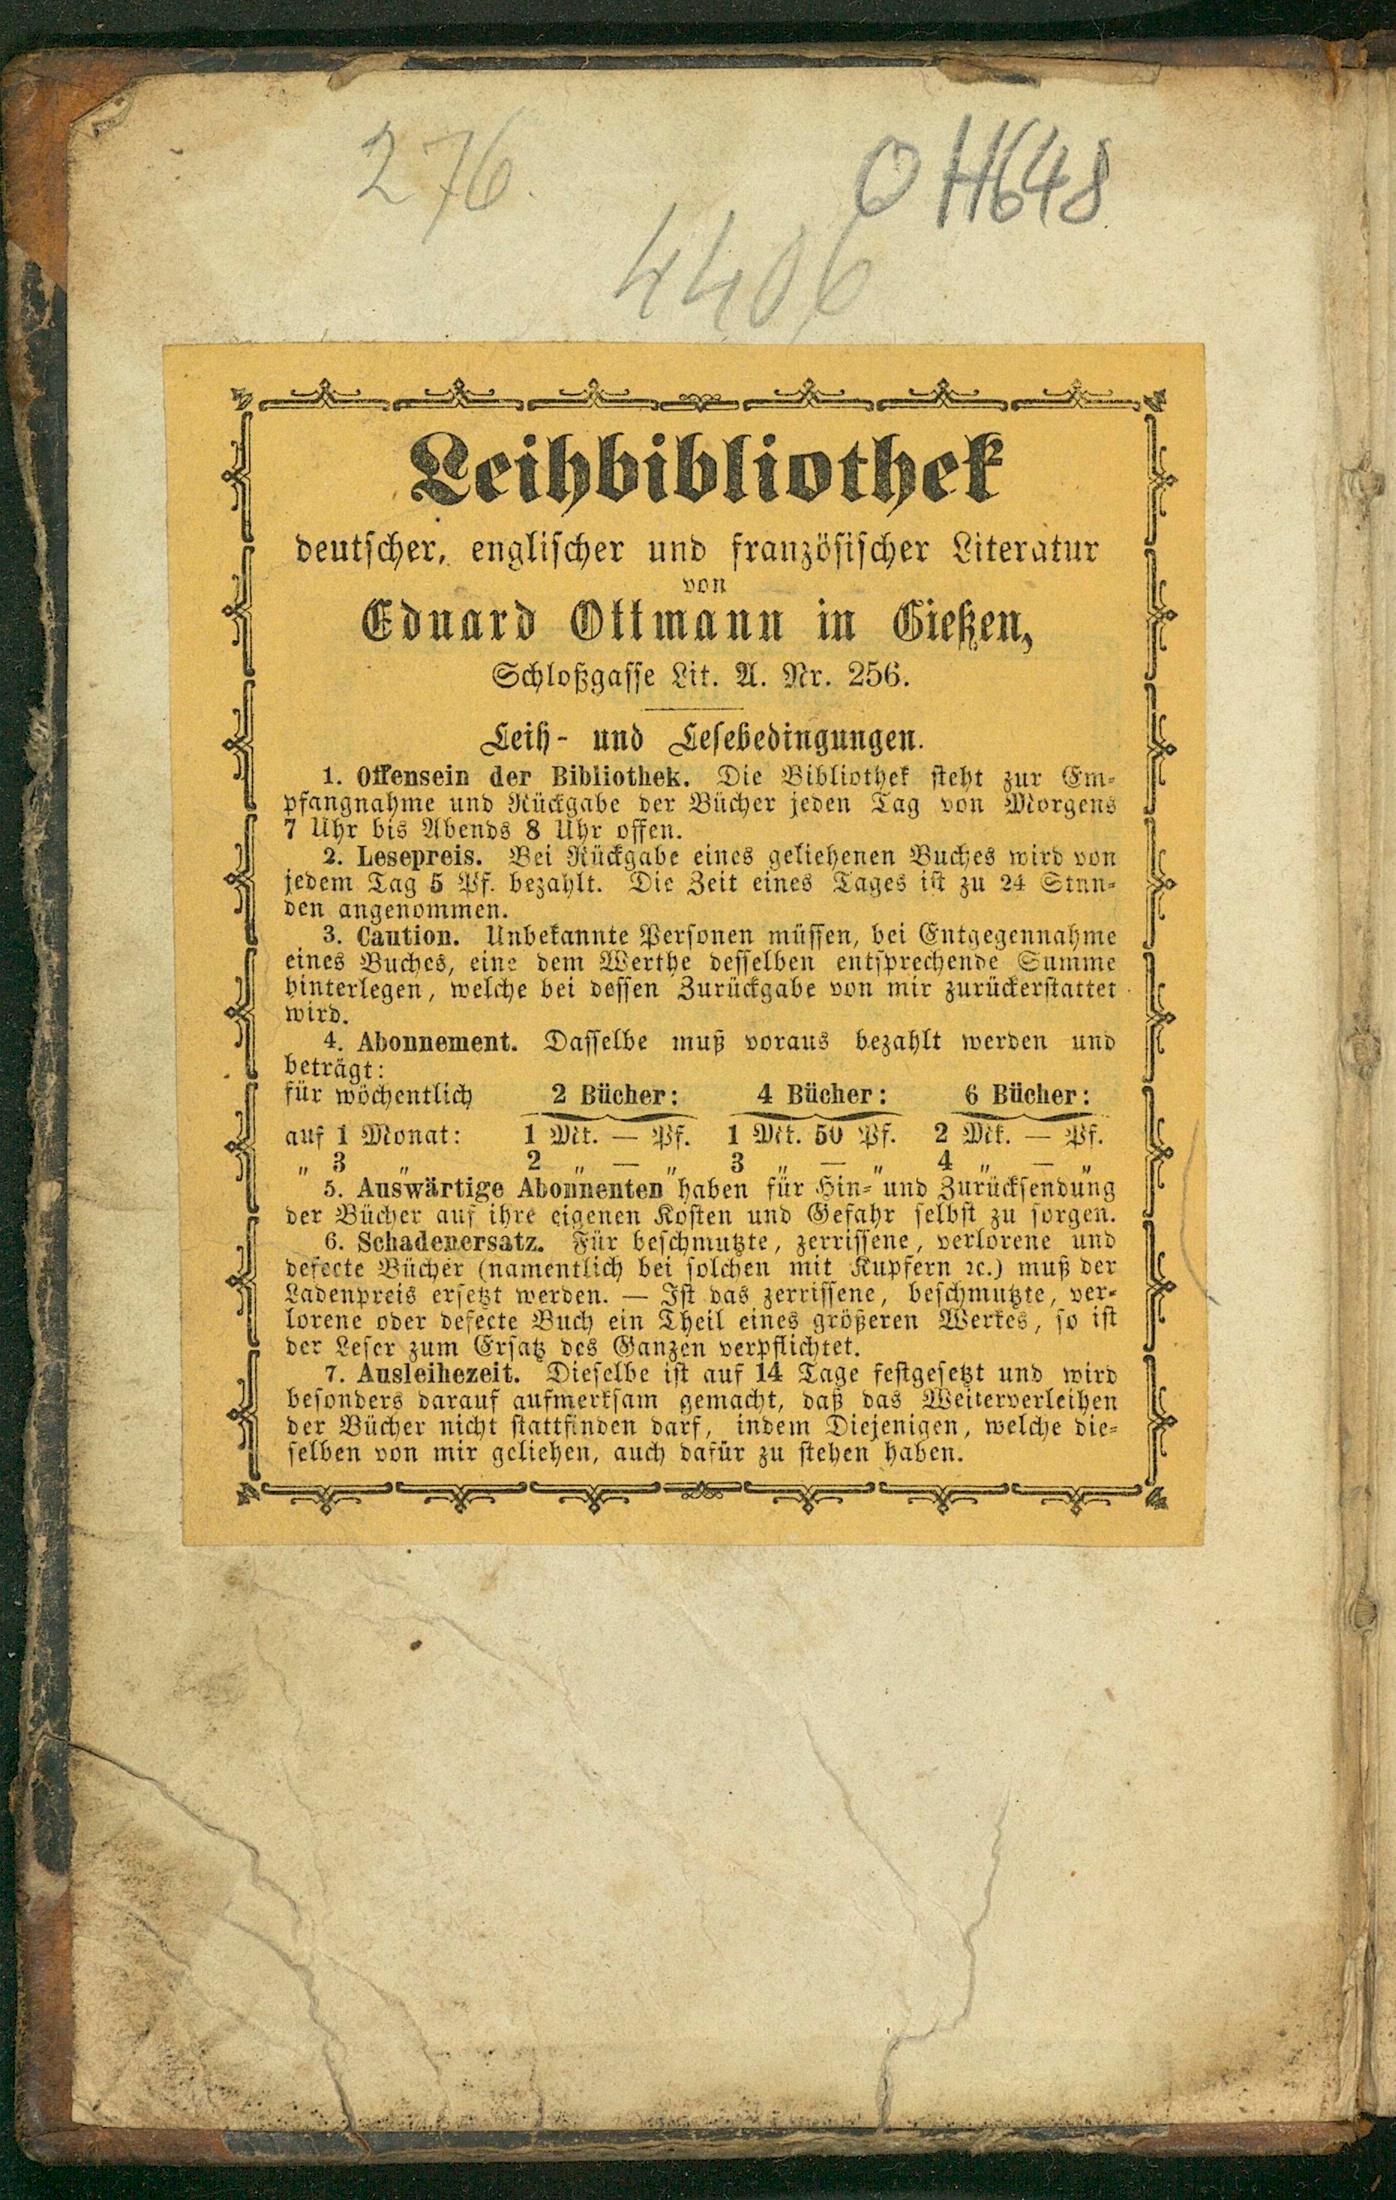 276.
O H648
4406
Leihbibliothek
deutscher, englischer und französischer Literatur
von
Eduard Ottmann in Gießen,
Schloßgasse Lit. A. Nr. 256.
Leih- und Lesebedingungen.
1. Offensein der Bibliothek. Die Bibliothek steht zur Em-
pfangnahme und Rückgabe der Bücher jeden Tag von Morgens
7 Uhr bis Abends 8 Uhr offen.
2. Lesepreis. Bei Rückgabe eines geliehenen Buches wird von
jedem Tag 5 Pf. bezahlt. Die Zeit eines Tages ist zu 24 Stun-
den angenommen.
3. Caution. Unbekannte Personen müssen, bei Entgegennahme
eines Buches, eine dem Werthe desselben entsprechende Summe
hinterlegen, welche bei dessen Zurückgabe von mir zurückerstattet
wird.
4. Abonnement. Dasselbe muß voraus bezahlt werden und
beträgt:
für wöchentlich 2 Bücher: 4 Bücher: 6 Bücher:
auf 1 Monat: 1 Mk. — Pf. 1 Mk. 50 Pf. 2 Mk. — Pf.
„ 3 „ 2 „ — „ 3 „ — „ 4 „ — „
5. Auswärtige Abonnenten haben für Hin- und Zurücksendung
der Bücher auf ihre eigenen Kosten und Gefahr selbst zu sorgen.
6. Schadenersatz. Für beschmutzte, zerrissene, verlorene und
defecte Bücher (namentlich bei solchen mit Kupfern ꝛc.) muß der
Ladenpreis ersetzt werden. — Ist das zerrissene, beschmutzte, ver-
lorene oder defecte Buch ein Theil eines größeren Werkes, so ist
der Leser zum Ersatz des Ganzen verpflichtet.
7. Ausleihezeit. Dieselbe ist auf 14 Tage festgesetzt und wird
besonders darauf aufmerksam gemacht, daß das Weiterverleihen
der Bücher nicht stattfinden darf, indem Diejenigen, welche die-
selben von mir geliehen, auch dafür zu stehen haben.